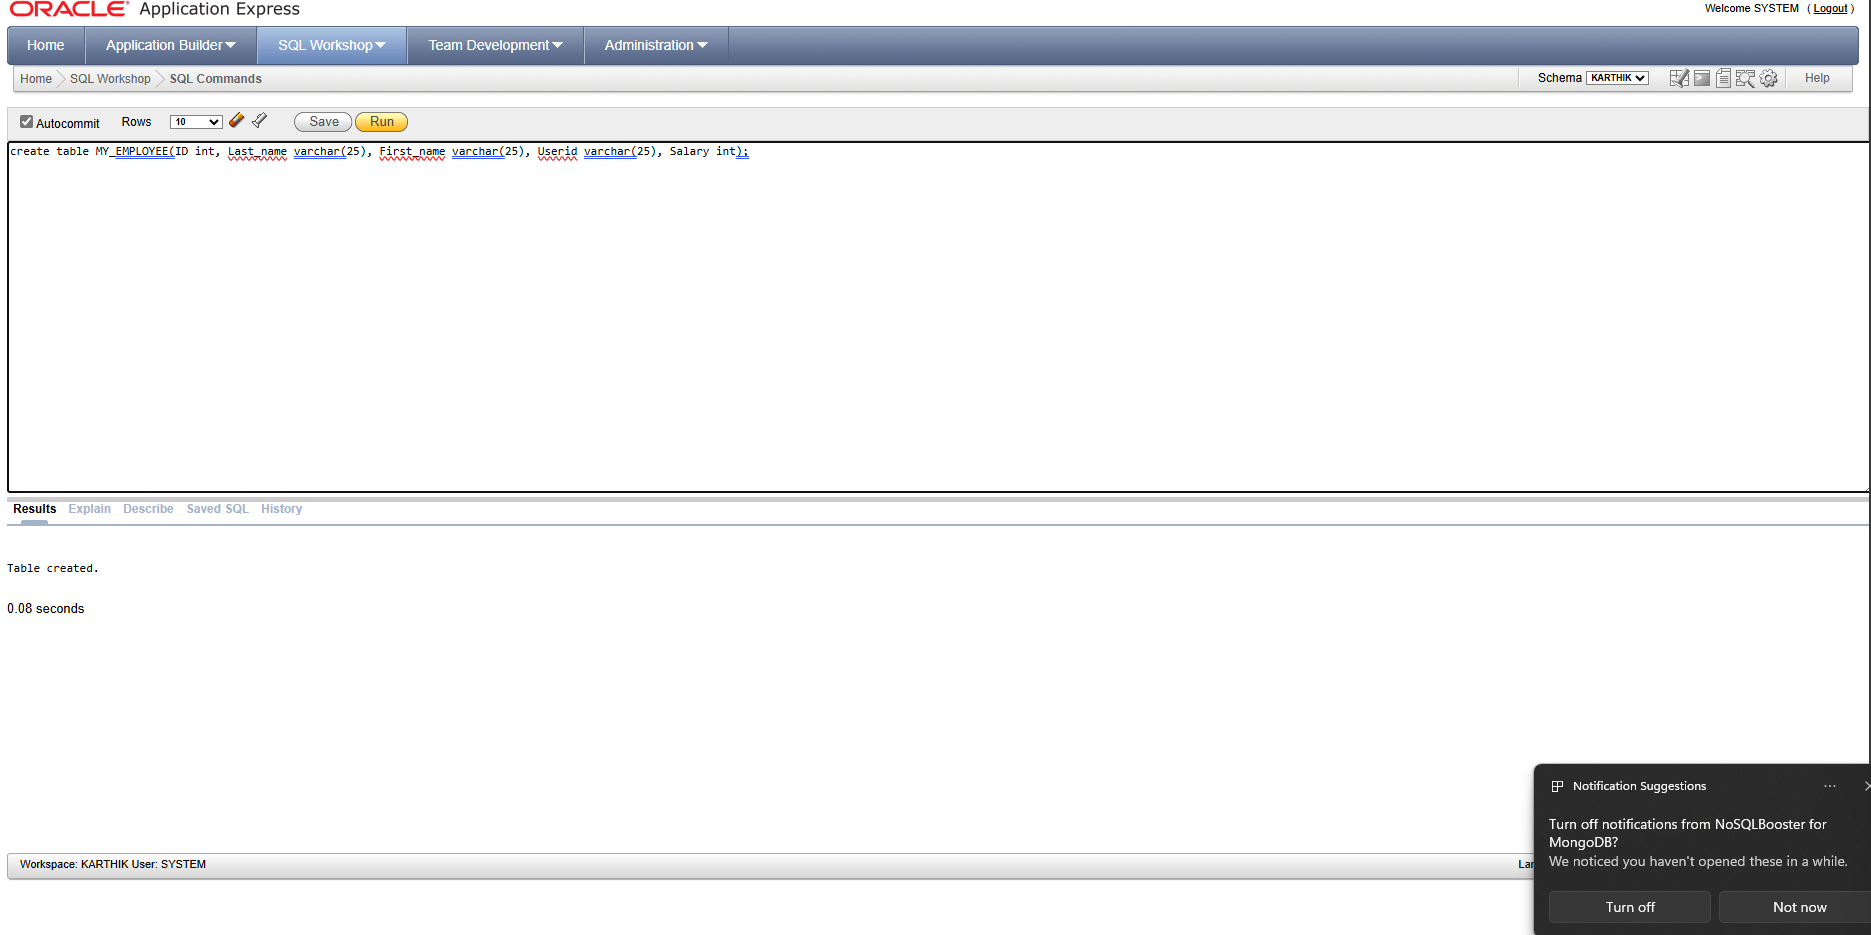 ORACLE Application Express
Welcome SYSTEM ( Logout )
Home Application Builder SQL Workshop Team Development Administration
Home SQL Workshop SQL Commands
Schema KARTHIK Help
Autocommit Rows 10 Save Run
create table MY_EMPLOYEE(ID int, Last_name varchar(25), First_name varchar(25), Userid varchar(25), Salary int);
Results Explain Describe Saved SQL History
Table created.
0.08 seconds
Workspace: KARTHIK User: SYSTEM
Notification Suggestions
Turn off notifications from NoSQLBooster for
MongoDB?
We noticed you haven't opened these in a while.
Turn off Not now